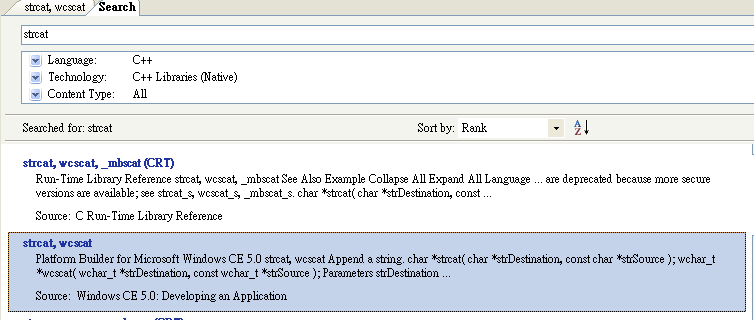 strcat, wcscat Search
strcat
Language: C++
Technology: C++ Libraries (Native)
Content Type: All
Searched for: strcat Sort by: Rank
strcat, wcscat, _mbscat (CRT)
Run-Time Library Reference strcat, wcscat, _mbscat See Also Example Collapse All Expand All Language ... are deprecated because more secure
versions are available; see strcat_s, wcscat_s, _mbscat_s. char *strcat( char *strDestination, const ...
Source: C Run-Time Library Reference
strcat, wcscat
Platform Builder for Microsoft Windows CE 5.0 strcat, wcscat Append a string. char *strcat( char *strDestination, const char *strSource ); wchar_t
*wcscat( wchar_t *strDestination, const wchar_t *strSource ); Parameters strDestination ...
Source: Windows CE 5.0: Developing an Application